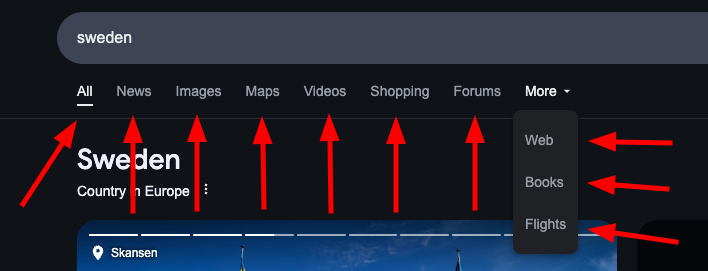 sweden
All News Images Maps Videos Shopping Forums More
Web
Books
Flights
Sweden
Country in Europe
Skansen